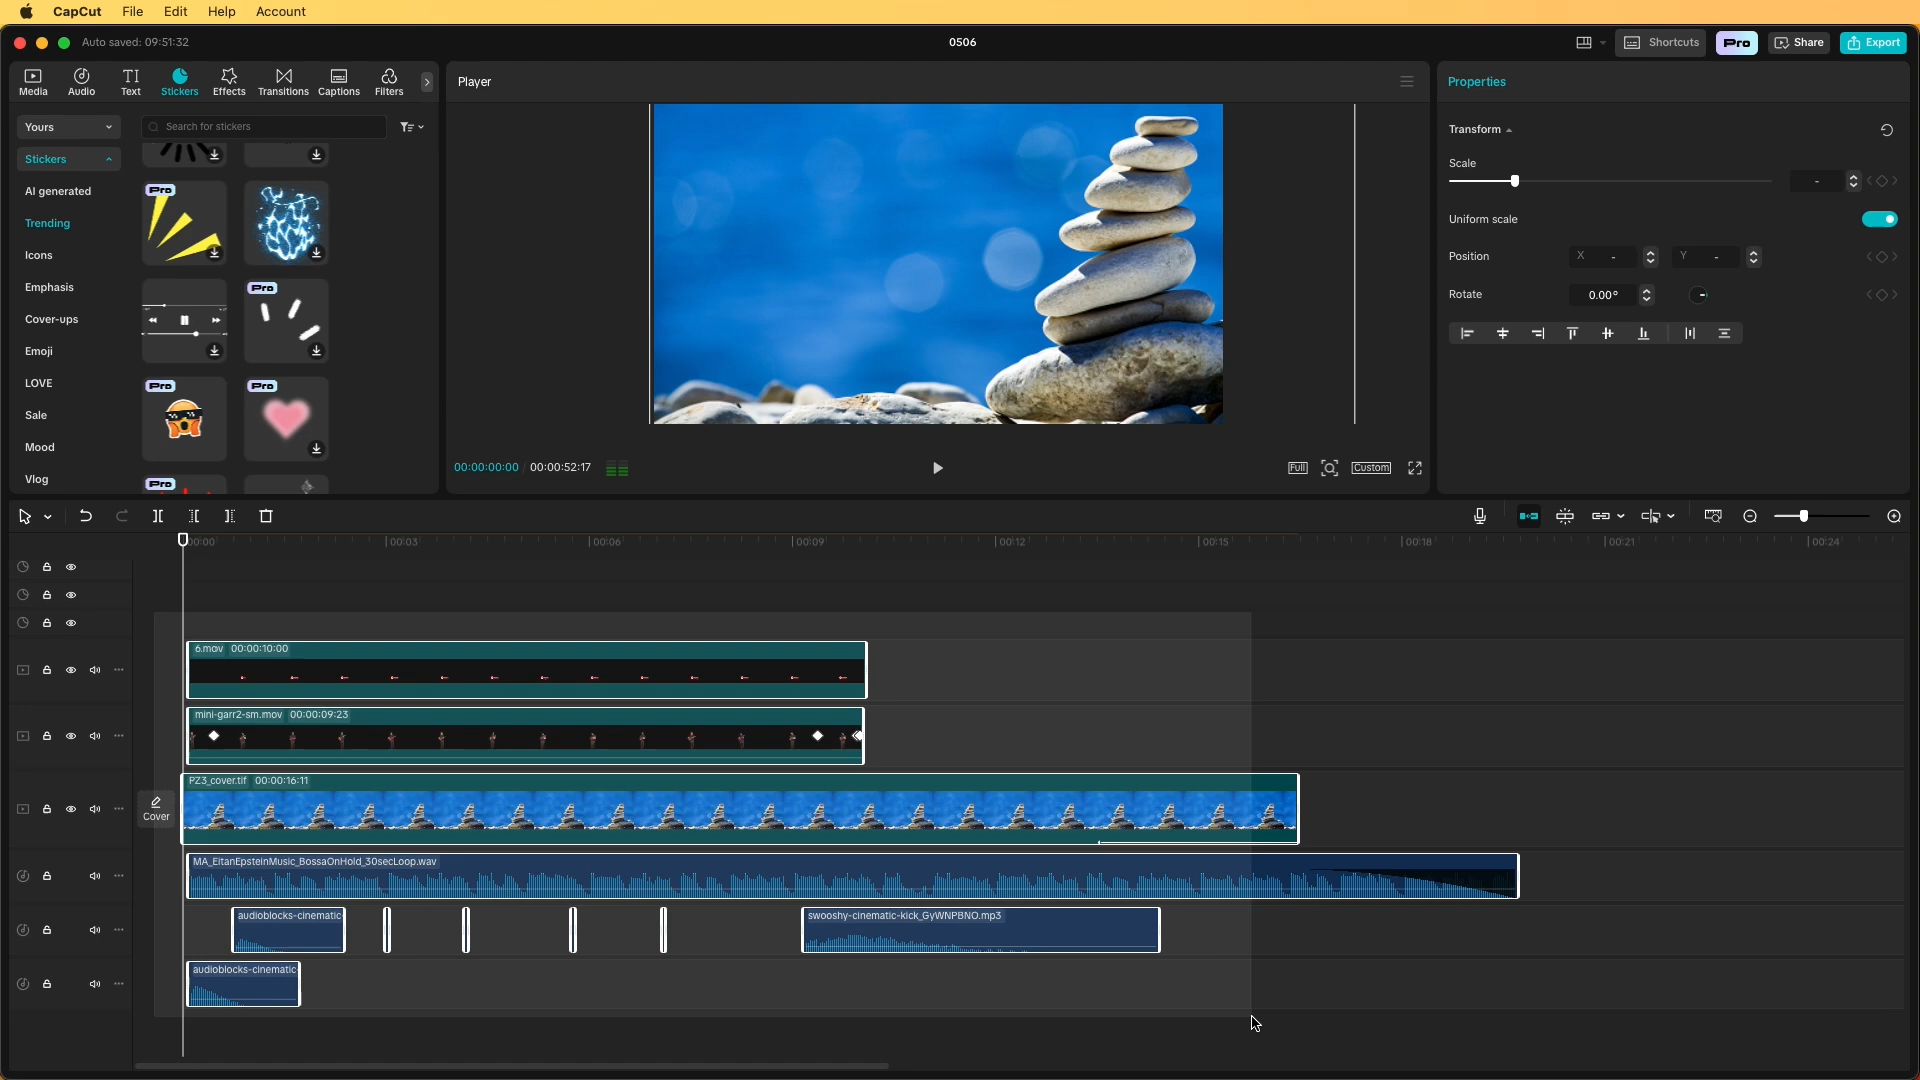 CapCut File Edit Help Account
Auto saved: 09:51:32
0506
Shortcuts
Pro
Share
Export
Media
Audio
Text
Stickers
Effects
Transitions
Captions
Filters
Yours
Search for stickers
Stickers
AI generated
Trending
Icons
Emphasis
Cover-ups
Emoji
LOVE
Sale
Mood
Vlog
Pro
Pro
Pro
Pro
Pro
Player
00:00:00:00 / 00:00:52:17
Full
Custom
Properties
Transform
Scale
-
Uniform scale
Position
X -
Y -
Rotate
0.00°
00:00
00:03
00:06
00:09
00:12
00:15
00:18
00:21
00:24
6.mov 00:00:10:00
mini-garr2-sm.mov 00:00:09:23
PZ3_cover.tif 00:00:16:11
Cover
MA_EitanEpsteinMusic_BossaOnHold_30secLoop.wav
audioblocks-cinematic-
swooshy-cinematic-kick_GyWNPBNO.mp3
audioblocks-cinematic